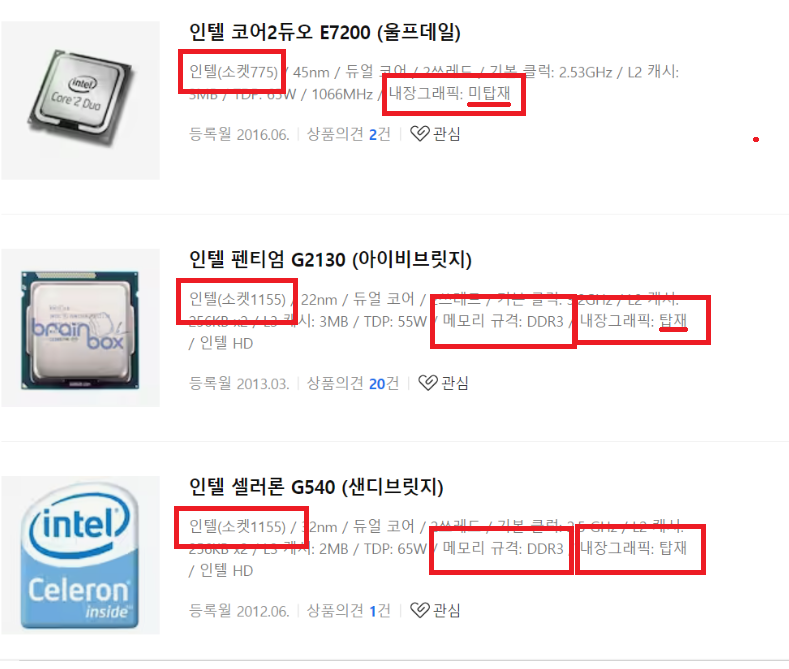 인텔 코어2듀오 E7200 (울프데일)
인텔(소켓775) / 45nm / 듀얼 코어 / 2쓰레드 / 기본 클럭: 2.53GHz / L2 캐시:
3MB / TDP: 65W / 1066MHz / 내장그래픽: 미탑재
등록월 2016.06. 상품의견 2건 관심
intel
Core 2 Duo
인텔 펜티엄 G2130 (아이비브릿지)
인텔(소켓1155) / 22nm / 듀얼 코어 / 2쓰레드 / 기본 클럭: 3.2GHz / L2 캐시:
256KB x2 / L3 캐시: 3MB / TDP: 55W / 메모리 규격: DDR3 / 내장그래픽: 탑재
/ 인텔 HD
등록월 2013.03. 상품의견 20건 관심
brain
box
인텔 셀러론 G540 (샌디브릿지)
인텔(소켓1155) / 32nm / 듀얼 코어 / 2쓰레드 / 기본 클럭: 2.5 GHz / L2 캐시:
256KB x2 / L3 캐시: 2MB / TDP: 65W / 메모리 규격: DDR3 / 내장그래픽: 탑재
/ 인텔 HD
등록월 2012.06. 상품의견 1건 관심
intel
Celeron
inside™